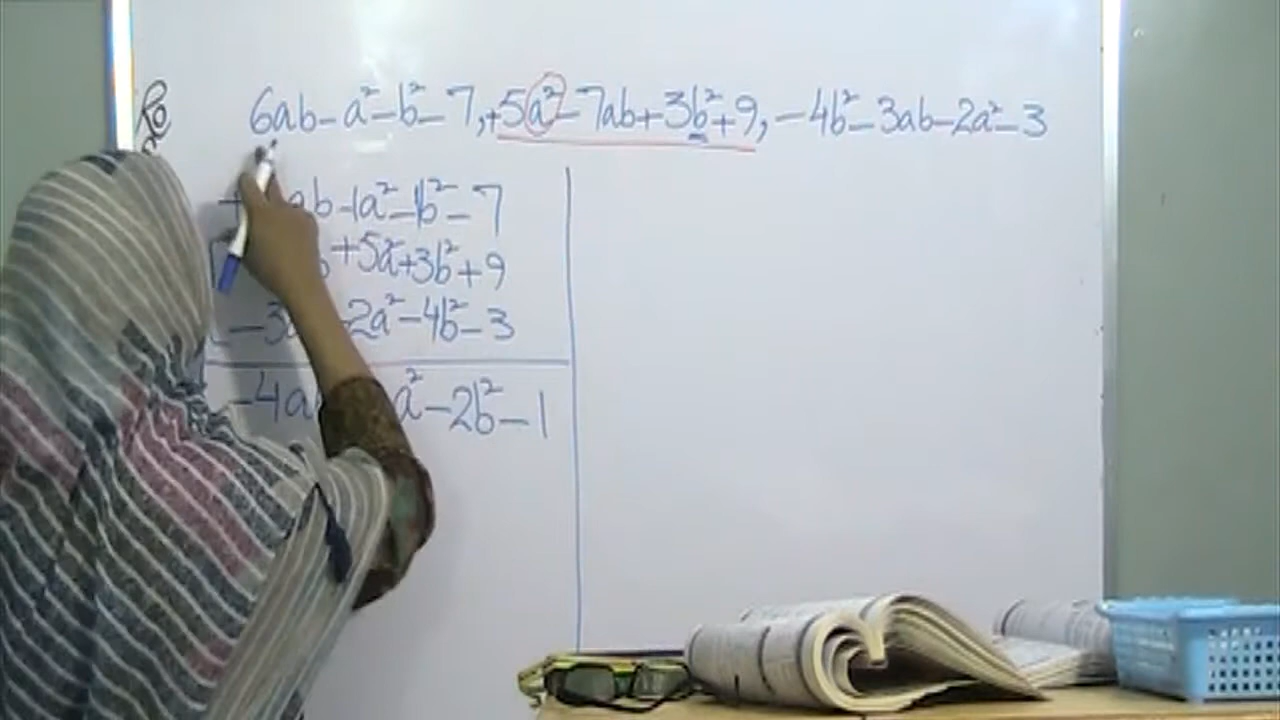 6ab - a² - b² - 7, +5a² - 7ab + 3b² + 9, - 4b² - 3ab - 2a² - 3
+ ab - 1a² - 1b² - 7
b + 5a² + 3b² + 9
- 3a 2a² - 4b² - 3
- 4a a² - 2b² - 1